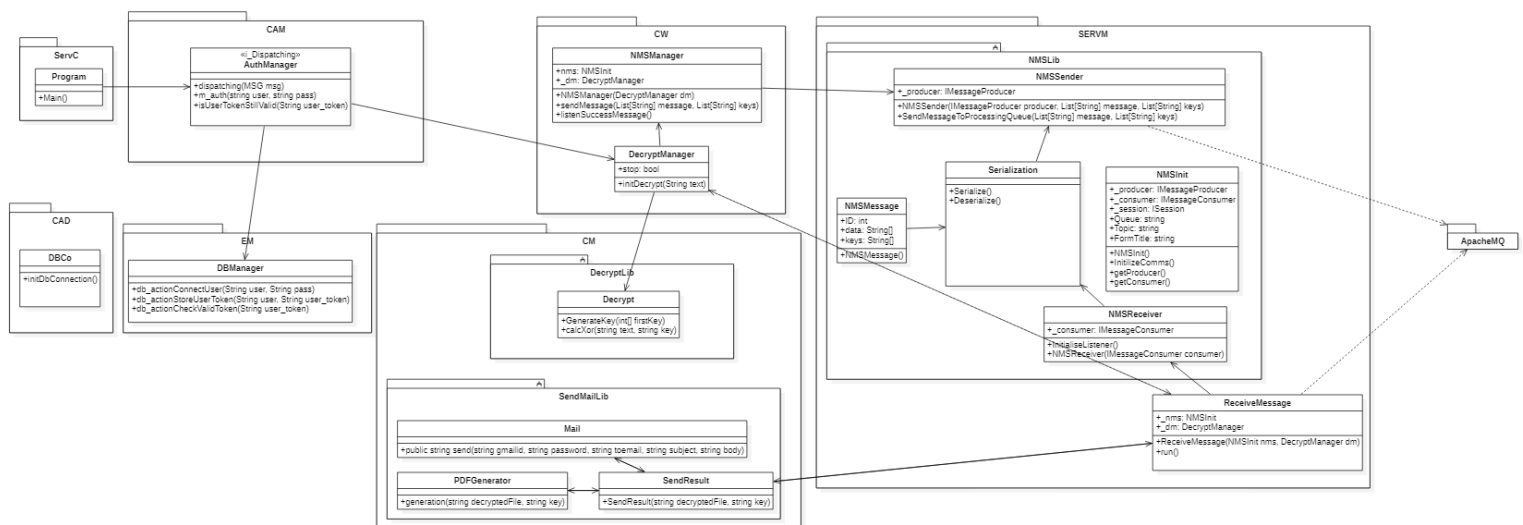 ServC
Program
+Main()
CAM
«i_Dispatching»
AuthManager
+dispatching(MSG msg)
+m_auth(string user, string pass)
+isUserTokenStillValid(String user_token)
CAD
DBCo
+initDbConnection()
EM
DBManager
+db_actionConnectUser(String user, String pass)
+db_actionStoreUserToken(String user, String user_token)
+db_actionCheckValidToken(String user_token)
CW
NMSManager
+nms: NMSInit
+_dm: DecryptManager
+NMSManager(DecryptManager dm)
+sendMessage(List[String] message, List[String] keys)
+listenSuccessMessage()
DecryptManager
+stop: bool
+initDecrypt(String text)
CM
DecryptLib
Decrypt
+GenerateKey(int[] firstKey)
+calcXor(string text, string key)
SendMailLib
Mail
+public string send(string gmailid, string password, string toemail, string subject, string body)
PDFGenerator
+generation(string decryptedFile, string key)
SendResult
+SendResult(string decryptedFile, string key)
SERVM
NMSLib
NMSSender
+_producer: IMessageProducer
+NMSSender(IMessageProducer producer, List[String] message, List[String] keys)
+SendMessageToProcessingQueue(List[String] message, List[String] keys)
Serialization
+Serialize()
+Deserialize()
NMSMessage
+ID: int
+data: String[]
+keys: String[]
+NMSMessage()
NMSInit
+_producer: IMessageProducer
+_consumer: IMessageConsumer
+_session: ISession
+Queue: string
+Topic: string
+FormTitle: string
+NMSInit()
+InitilizeComms()
+getProducer()
+getConsumer()
NMSReceiver
+_consumer: IMessageConsumer
+InitialiseListener()
+NMSReceiver(IMessageConsumer consumer)
ReceiveMessage
+_nms: NMSInit
+_dm: DecryptManager
+ReceiveMessage(NMSInit nms, DecryptManager dm)
+run()
ApacheMQ